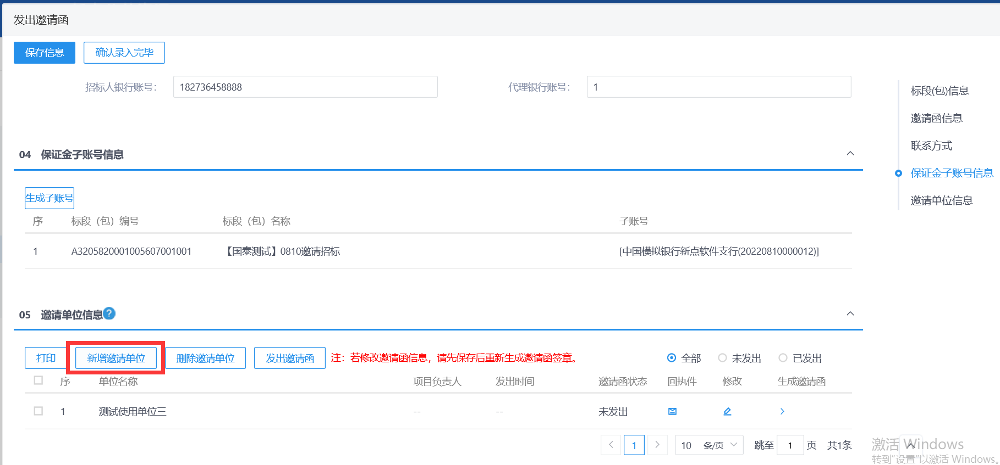 发出邀请函
保存信息 确认录入完毕
招标人银行账号： 182736458888 代理银行账号： 1
标段(包)信息
邀请函信息
联系方式
保证金子账号信息
邀请单位信息
04 保证金子账号信息
生成子账号
序 标段（包）编号 标段（包）名称 子账号
1 A3205820001005607001001 【国泰测试】0810邀请招标 [中国模拟银行新点软件支行(20220810000012)]
05 邀请单位信息?
打印 新增邀请单位 删除邀请单位 发出邀请函 注：若修改邀请函信息，请先保存后重新生成邀请函签章。 全部 未发出 已发出
序 单位名称 项目负责人 发出时间 邀请函状态 回执件 修改 生成邀请函
1 测试使用单位三 -- -- 未发出
1 10 条/页 跳至 1 页 共1条
激活 Windows
转到“设置”以激活 Windows。